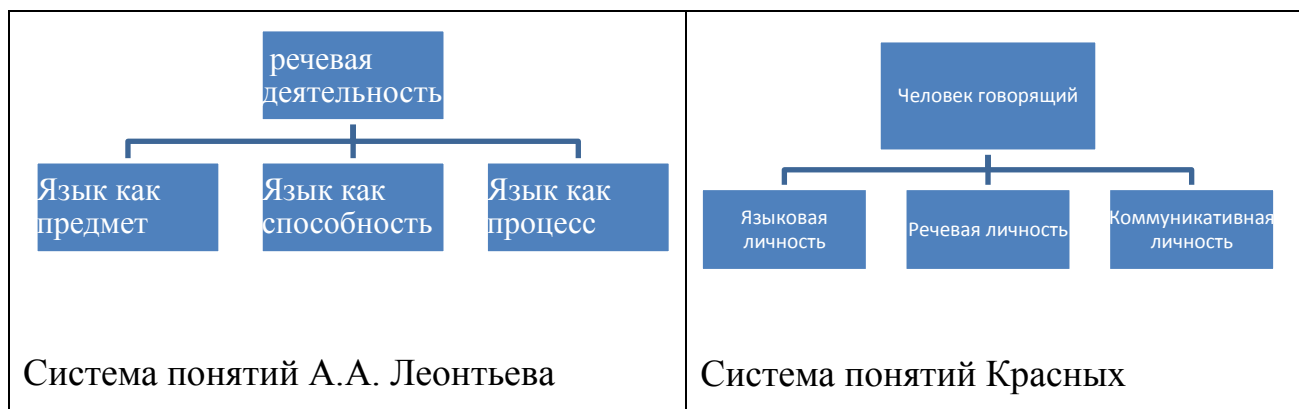 речевая
деятельность
Язык как
предмет
Язык как
способность
Язык как
процесс
Система понятий А.А. Леонтьева
Человек говорящий
Языковая
личность
Речевая личность
Коммуникативная
личность
Система понятий Красных